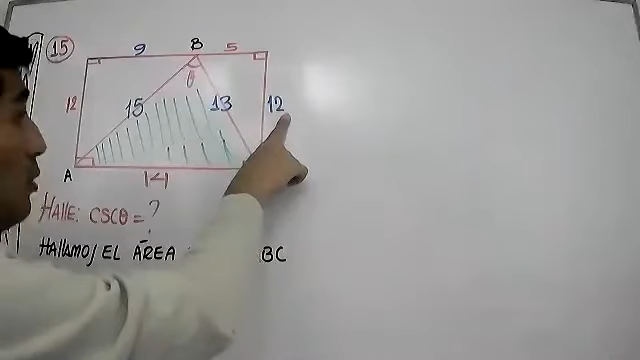 15
9 B 5
θ
12 15 13 12
A
14
HALLE: CSCθ = ?
HALLAMOS EL ÁREA BC